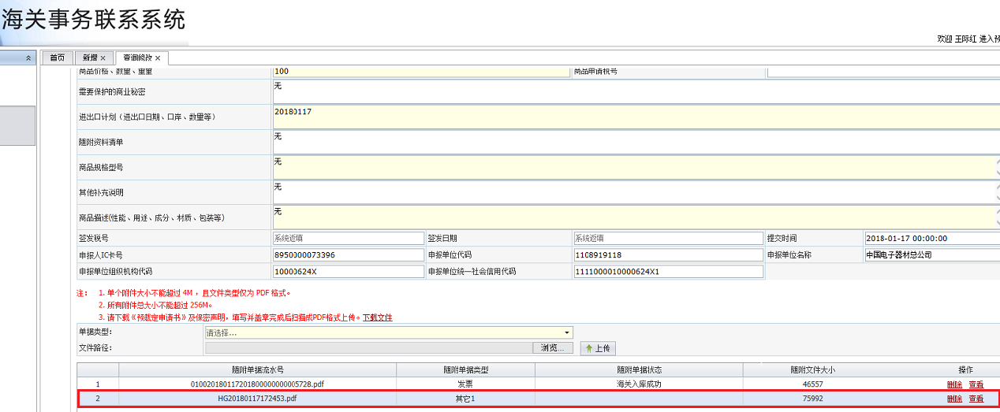 海关事务联系系统
欢迎 王际红 进入预
首页 新增 × 查询修改 ×
商品价格、数量、重量 100 商品申请税号
需要保护的商业秘密 无
进出口计划（进出口日期、口岸、数量等） 20180117
随附资料清单 无
商品规格型号 无
其他补充说明 无
商品描述(性能、用途、成分、材质、包装等） 无
签发税号 系统返填 签发日期 系统返填 提交时间 2018-01-17 00:00:00
申报人IC卡号 8950000073396 申报单位代码 1108919118 申报单位名称 中国电子器材总公司
申报单位组织机构代码 10000624X 申报单位统一社会信用代码 1111000010000624X1
注： 1. 单个附件大小不能超过 4M ，且文件类型仅为 PDF 格式。
2. 所有附件总大小不能超过 256M。
3. 请下载《预裁定申请书》及保密声明，填写并盖章完成后扫描成PDF格式上传。下载文件
单据类型： 请选择...
文件路径： 浏览... 上传
随附单据流水号 随附单据类型 随附单据状态 随附文件大小 操作
1 010020180117201800000000005728.pdf 发票 海关入库成功 46557 删除 查看
2 HG20180117172453.pdf 其它1 75992 删除 查看